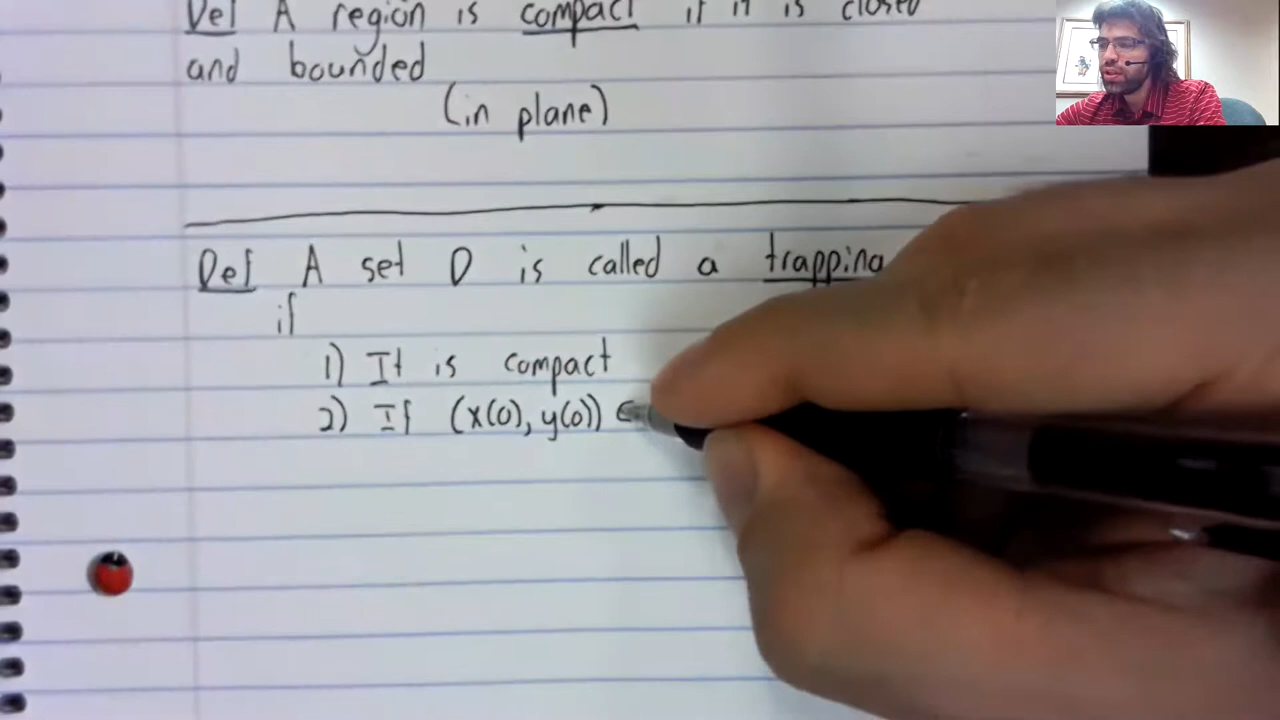 Def A region is compact if it is closed
and bounded
(in plane)
Def A set D is called a trapping
if
1) It is compact
2) If (x(0), y(0)) ∈